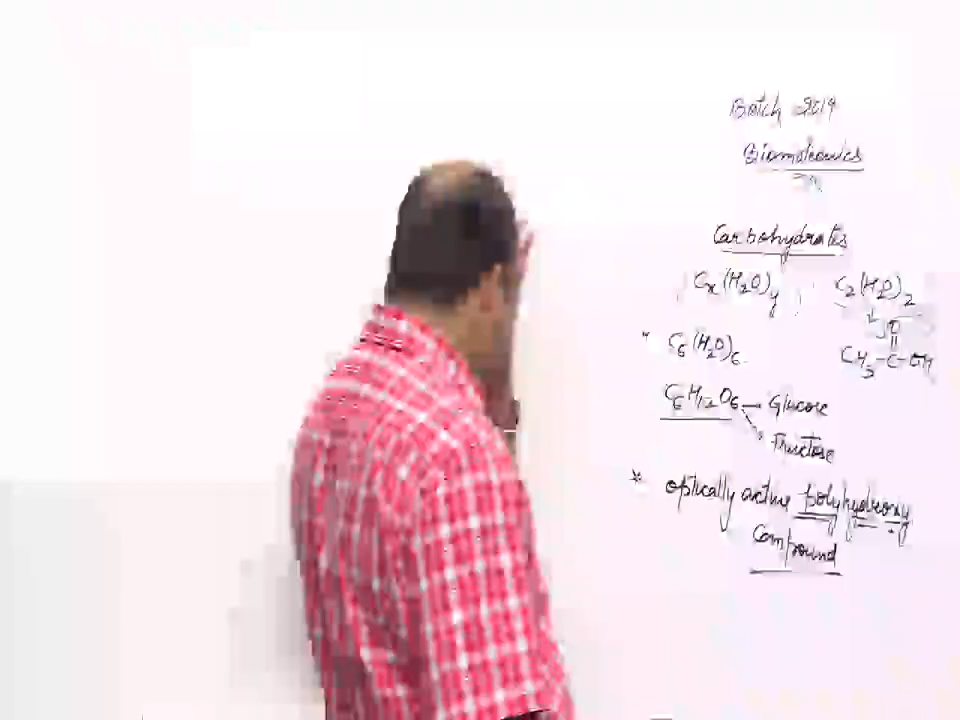 Batch 2019
Biomolecules
Carbohydrates
Cx(H2O)y C2(H2O)2
O
C6(H2O)6 CH3-C-OH
C6H12O6 → Glucose
Fructose
* optically active polyhydroxy
Compound